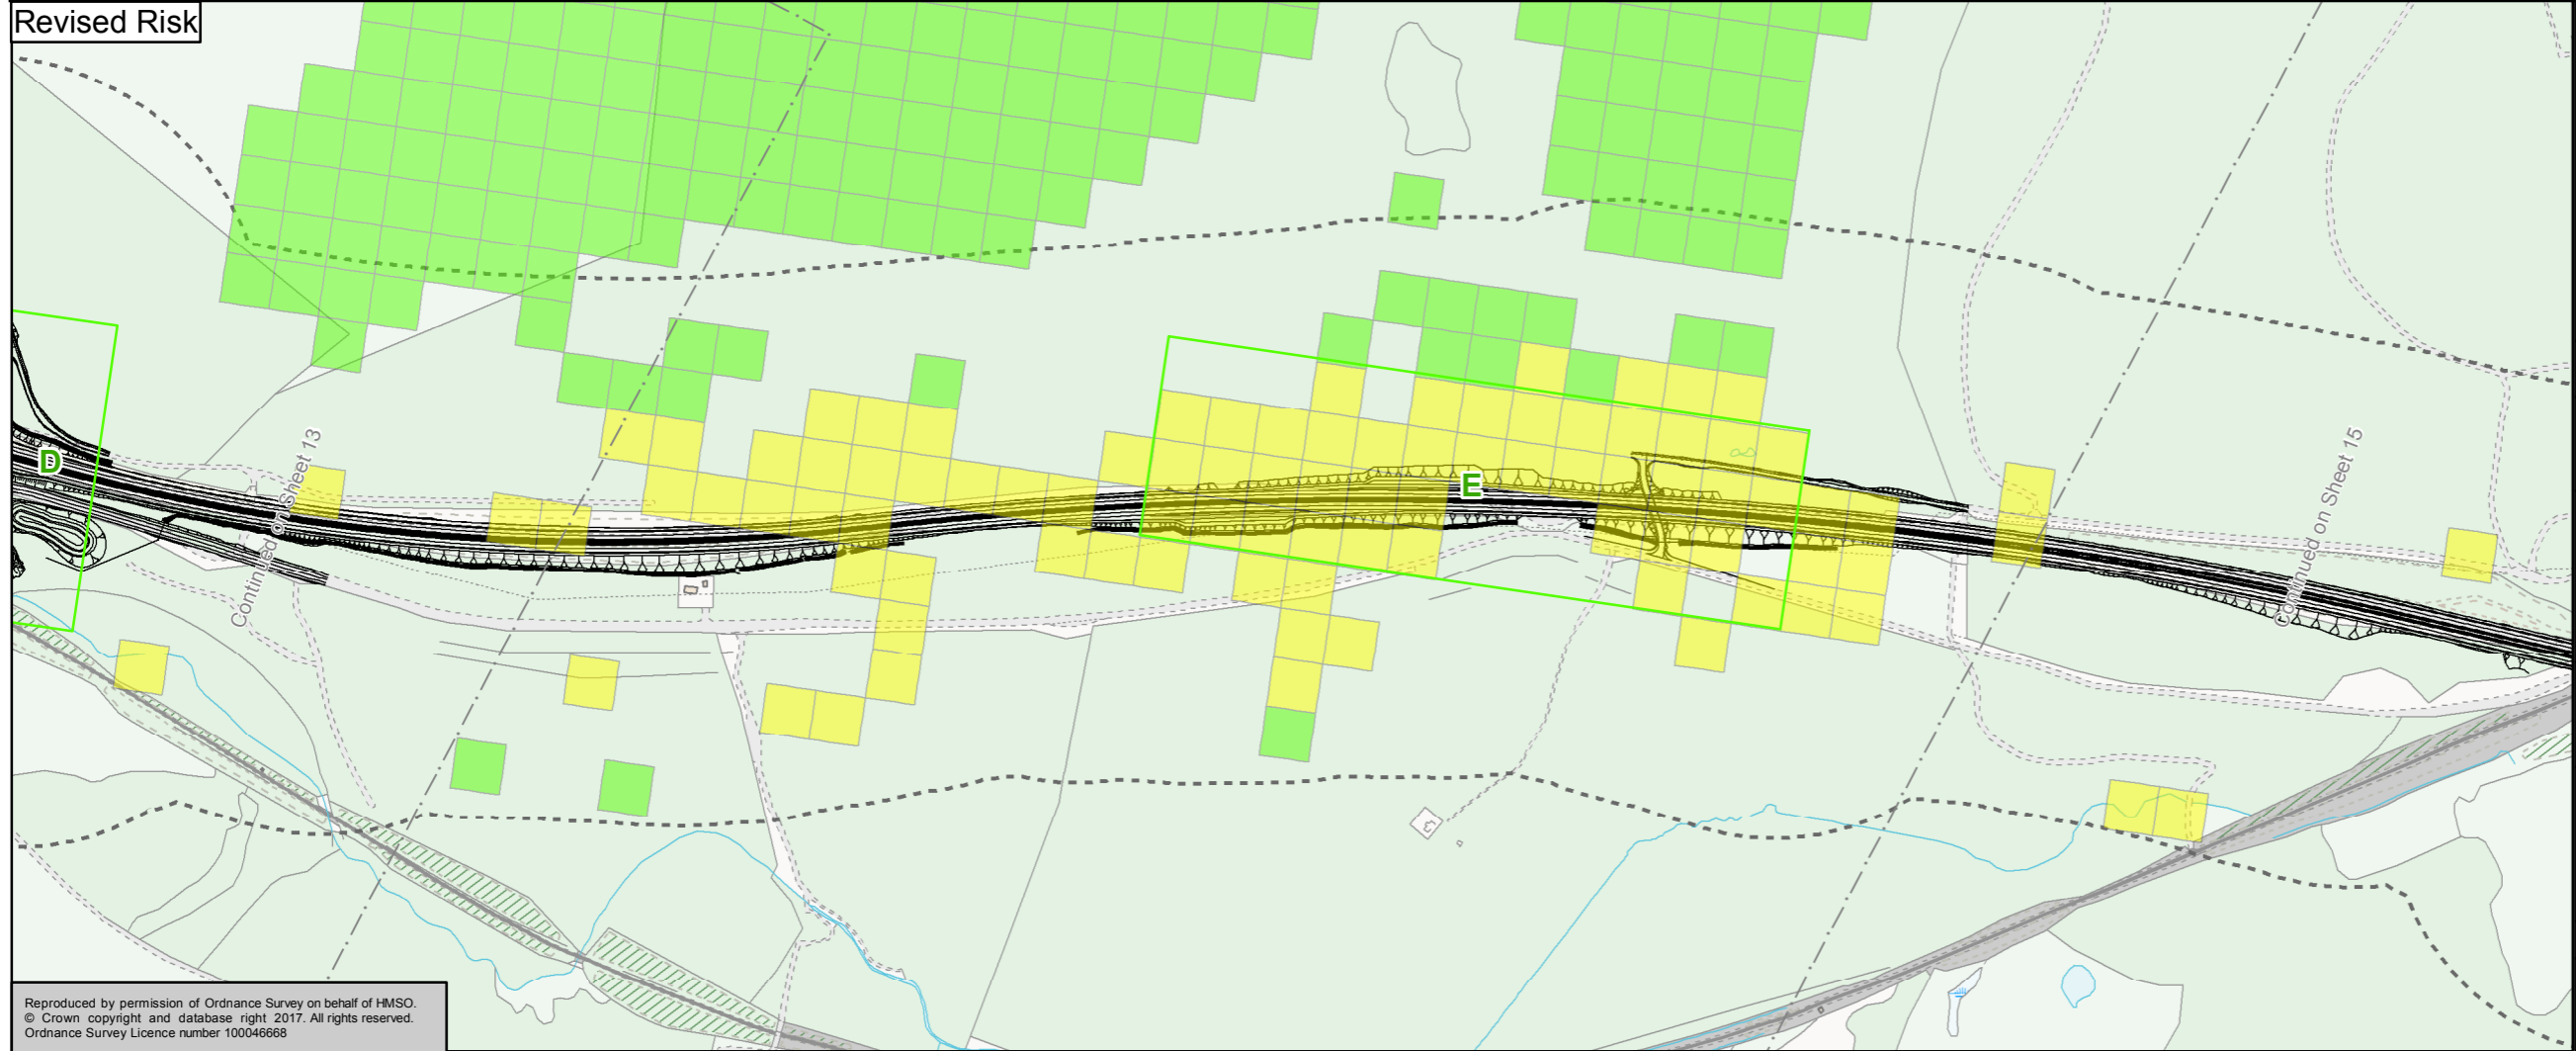 Revised Risk
D
Continued on Sheet 13
E
Continued on Sheet 15
Reproduced by permission of Ordnance Survey on behalf of HMSO.
© Crown copyright and database right 2017. All rights reserved.
Ordnance Survey Licence number 100046668